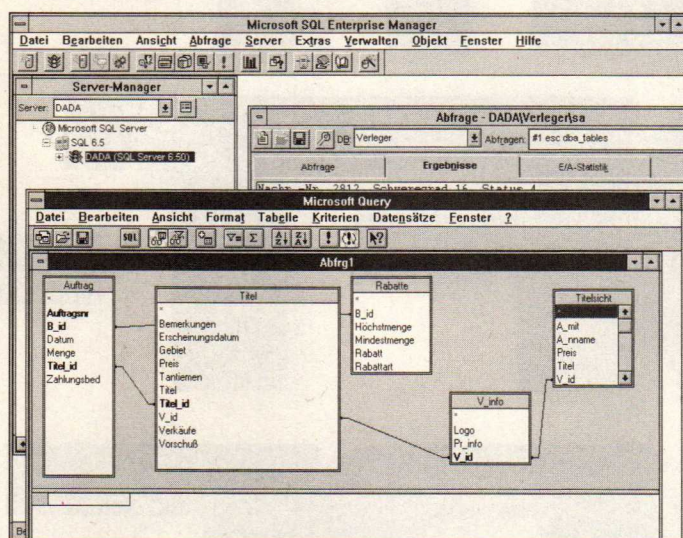 Microsoft SQL Enterprise Manager
Datei Bearbeiten Ansicht Abfrage Server Extras Verwalten Objekt Fenster Hilfe
Server-Manager
Server: DADA
Microsoft SQL Server
SQL 6.5
DADA (SQL Server 6.50)
Abfrage - DADA\Verleger\sa
DB Verleger Abfragen: #1 esc dba_tables
Abfrage Ergebnisse E/A-Statistik
Nachr.-Nr. 2812, Schweregrad 16, Status 4
Microsoft Query
Datei Bearbeiten Ansicht Format Tabelle Kriterien Datensätze Fenster ?
SQL
Abfrg1
Auftrag
*
Auftragsnr
B_id
Datum
Menge
Titel_id
Zahlungsbed
Titel
*
Bemerkungen
Erscheinungsdatum
Gebiet
Preis
Tantiemen
Titel
Titel_id
V_id
Verkäufe
Vorschuß
Rabatte
*
B_id
Höchstmenge
Mindestmenge
Rabatt
Rabattart
V_info
*
Logo
Pr_info
V_id
Titelsicht
*
A_mit
A_nname
Preis
Titel
V_id